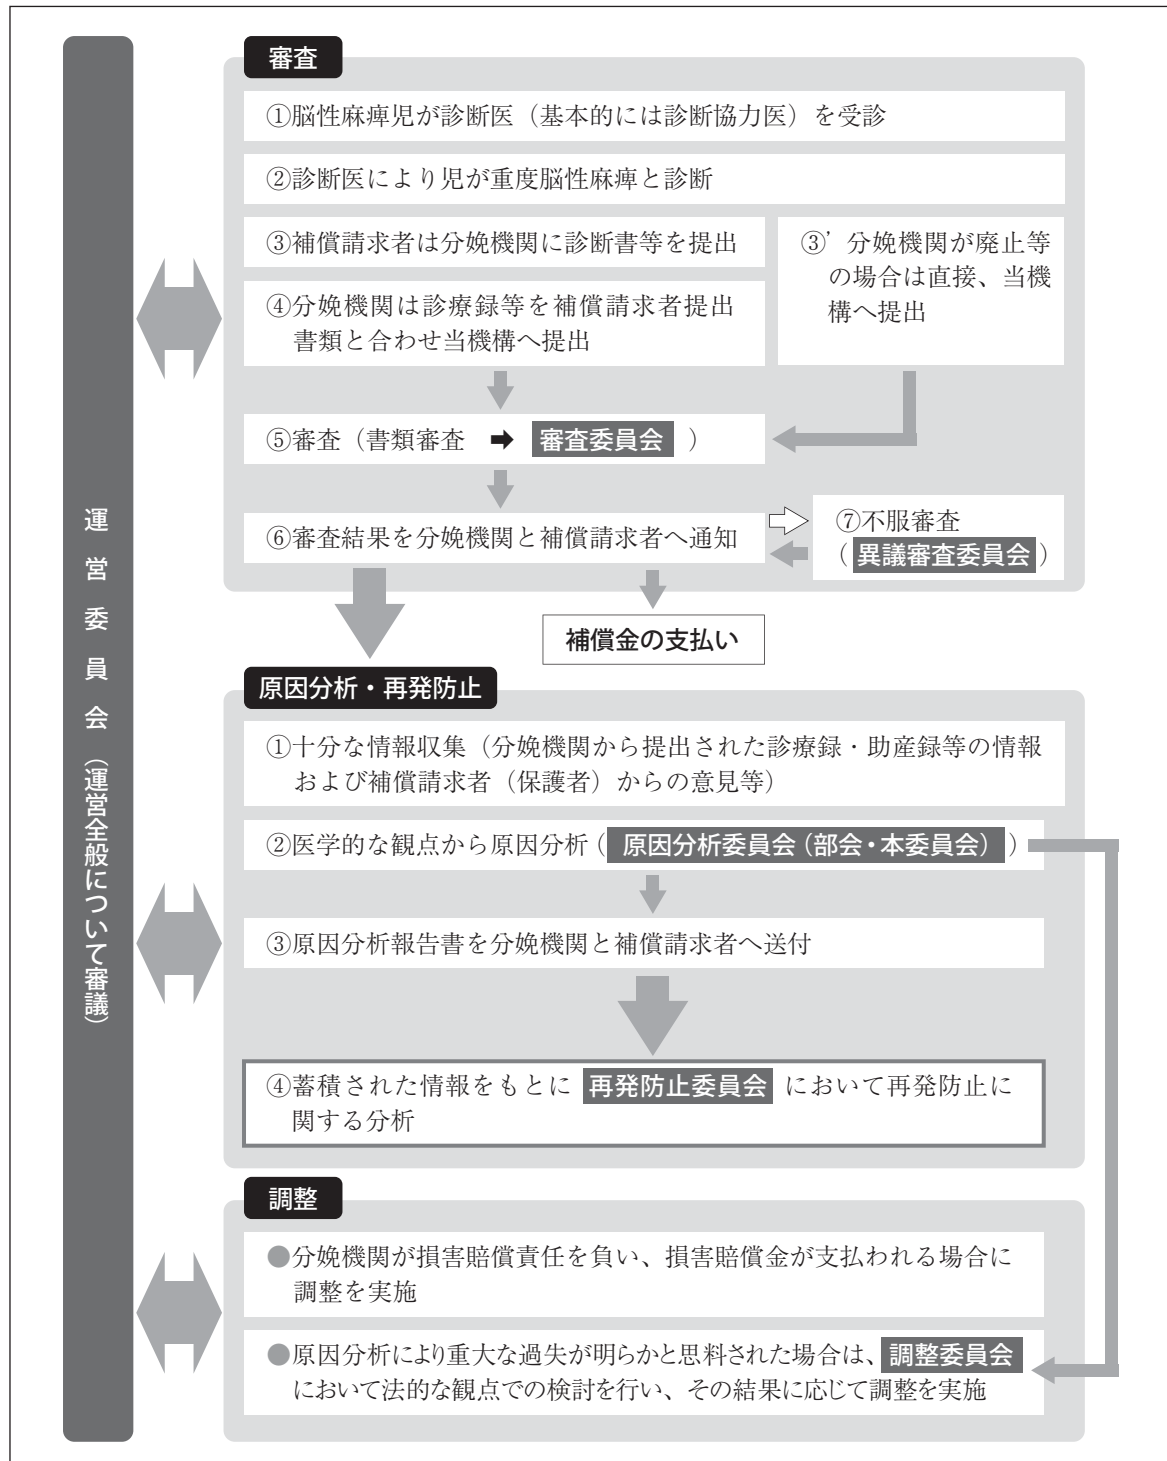 運営委員会（運営全般について審議）
審査
①脳性麻痺児が診断医（基本的には診断協力医）を受診
②診断医により児が重度脳性麻痺と診断
③補償請求者は分娩機関に診断書等を提出
④分娩機関は診療録等を補償請求者提出
書類と合わせ当機構へ提出
③’分娩機関が廃止等
の場合は直接、当機
構へ提出
⑤審査（書類審査 ➡ 審査委員会 ）
⑥審査結果を分娩機関と補償請求者へ通知
⑦不服審査
（異議審査委員会）
補償金の支払い
原因分析・再発防止
①十分な情報収集（分娩機関から提出された診療録・助産録等の情報
および補償請求者（保護者）からの意見等）
②医学的な観点から原因分析（ 原因分析委員会（部会・本委員会） ）
③原因分析報告書を分娩機関と補償請求者へ送付
④蓄積された情報をもとに 再発防止委員会 において再発防止に
関する分析
調整
●分娩機関が損害賠償責任を負い、損害賠償金が支払われる場合に
調整を実施
●原因分析により重大な過失が明らかと思料された場合は、調整委員会
において法的な観点での検討を行い、その結果に応じて調整を実施